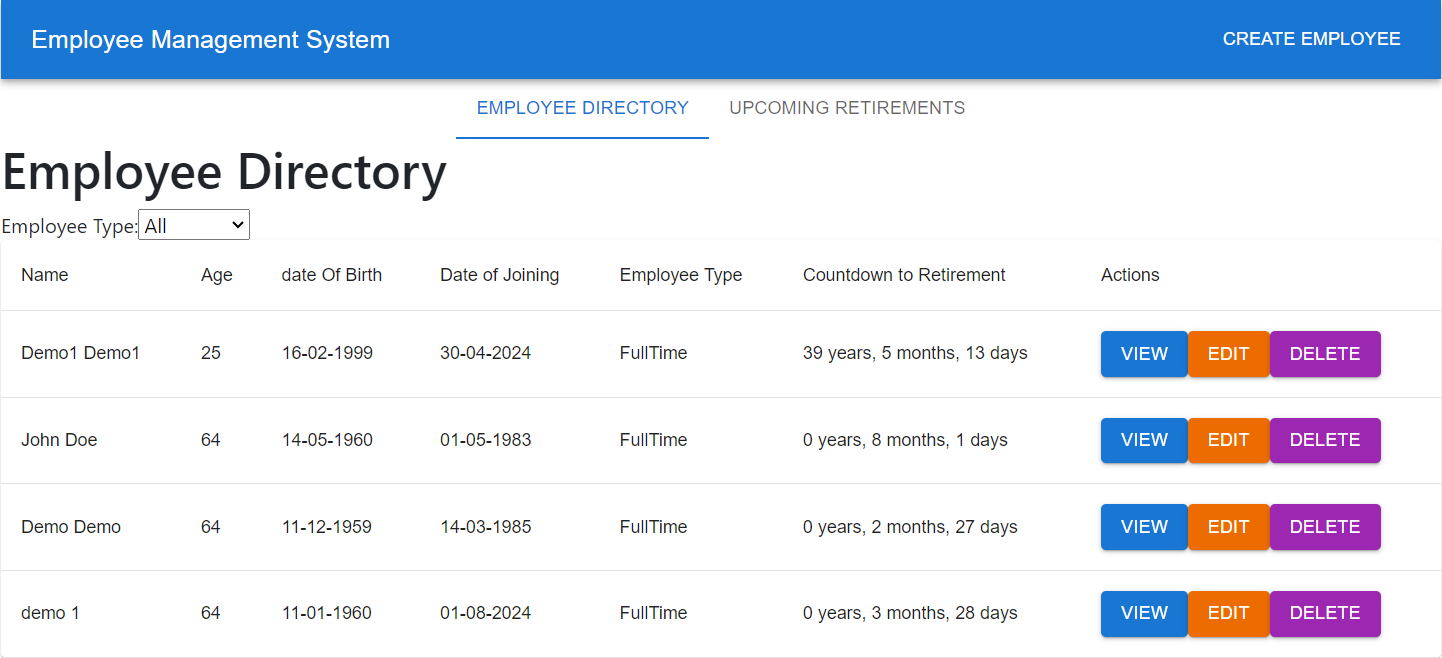 Employee Management System CREATE EMPLOYEE
EMPLOYEE DIRECTORY UPCOMING RETIREMENTS
Employee Directory
Employee Type: All
Name Age date Of Birth Date of Joining Employee Type Countdown to Retirement Actions
Demo1 Demo1 25 16-02-1999 30-04-2024 FullTime 39 years, 5 months, 13 days VIEW EDIT DELETE
John Doe 64 14-05-1960 01-05-1983 FullTime 0 years, 8 months, 1 days VIEW EDIT DELETE
Demo Demo 64 11-12-1959 14-03-1985 FullTime 0 years, 2 months, 27 days VIEW EDIT DELETE
demo 1 64 11-01-1960 01-08-2024 FullTime 0 years, 3 months, 28 days VIEW EDIT DELETE